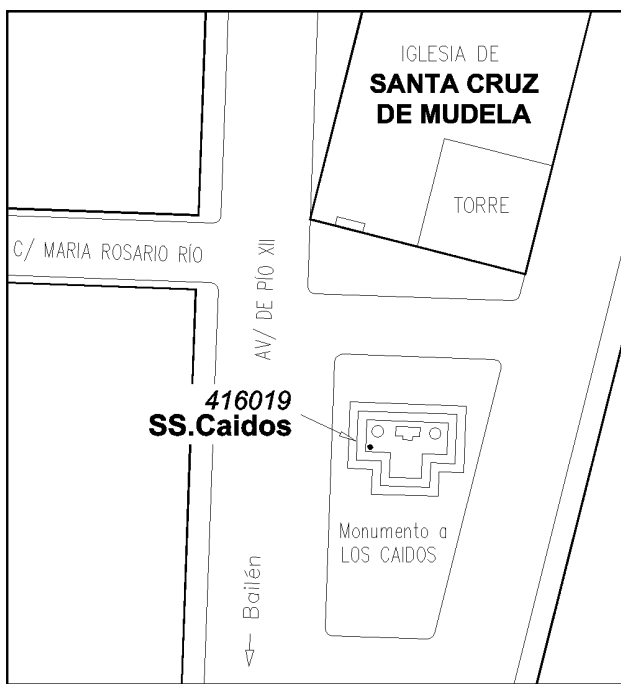 IGLESIA DE
SANTA CRUZ
DE MUDELA
TORRE
C/ MARIA ROSARIO RÍO
AV/ DE PÍO XII
416019
SS.Caidos
Monumento a
LOS CAIDOS
Bailén